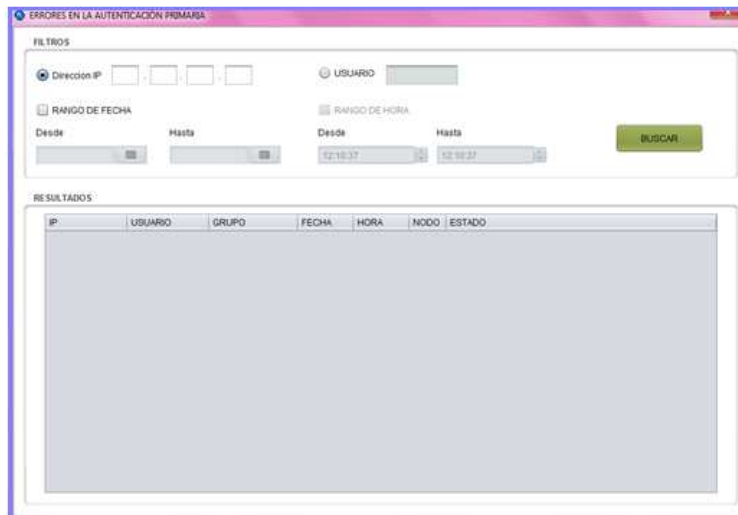 ERRORES EN LA AUTENTICACIÓN PRIMARIA
FILTROS
Direccion IP . . . USUARIO
RANGO DE FECHA RANGO DE HORA
Desde Hasta Desde Hasta
12:10:37 12:10:37
BUSCAR
RESULTADOS
IP USUARIO GRUPO FECHA HORA NODO ESTADO